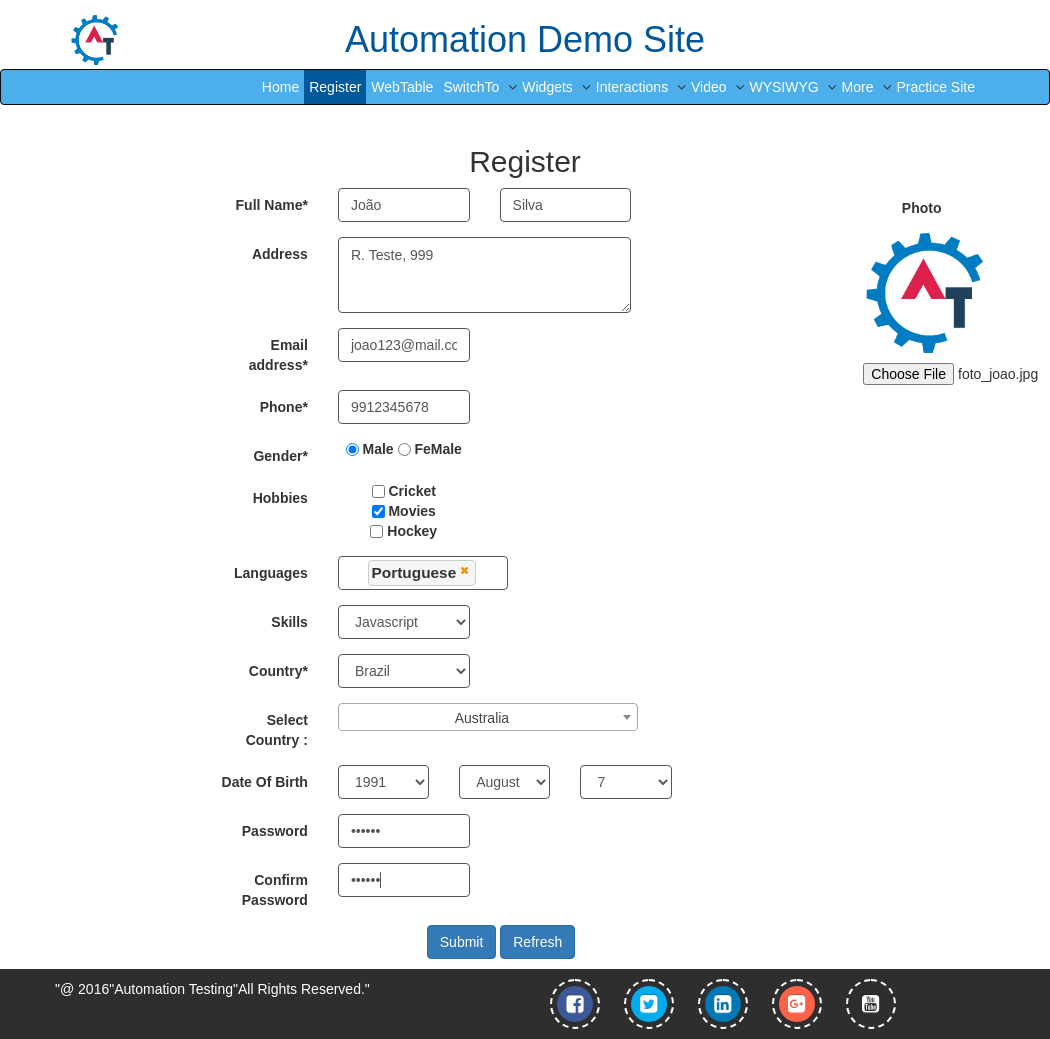 Automation Demo Site
Home Register WebTable SwitchTo Widgets Interactions Video WYSIWYG More Practice Site
Register
Full Name* João Silva
Photo
Address R. Teste, 999
Email address* joao123@mail.cc
Choose File foto_joao.jpg
Phone* 9912345678
Gender* Male FeMale
Hobbies Cricket
Movies
Hockey
Languages Portuguese
Skills Javascript
Country* Brazil
Select Country : Australia
Date Of Birth 1991 August 7
Password ••••••
Confirm Password ••••••
Submit Refresh
"@ 2016"Automation Testing"All Rights Reserved."